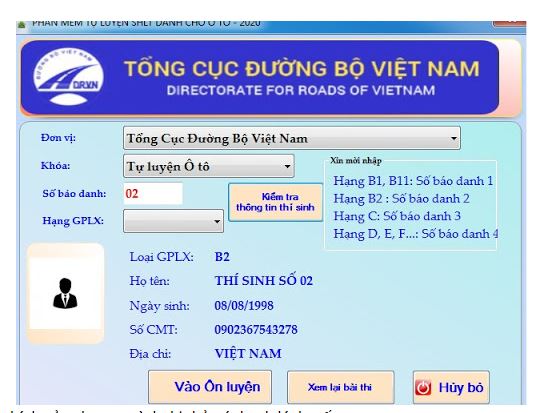 PHẦN MỀM TỰ LUYỆN SHLT DÀNH CHO Ô TÔ - 2020
DRVN
TỔNG CỤC ĐƯỜNG BỘ VIỆT NAM
DIRECTORATE FOR ROADS OF VIETNAM
Đơn vị: Tổng Cục Đường Bộ Việt Nam
Khóa: Tự luyện Ô tô
Số báo danh: 02
Kiểm tra
thông tin thí sinh
Hạng GPLX:
Xin mời nhập
Hạng B1, B11: Số báo danh 1
Hạng B2 : Số báo danh 2
Hạng C: Số báo danh 3
Hạng D, E, F...: Số báo danh 4
Loại GPLX: B2
Họ tên: THÍ SINH SỐ 02
Ngày sinh: 08/08/1998
Số CMT: 0902367543278
Địa chỉ: VIỆT NAM
Vào Ôn luyện
Xem lại bài thi
Hủy bỏ